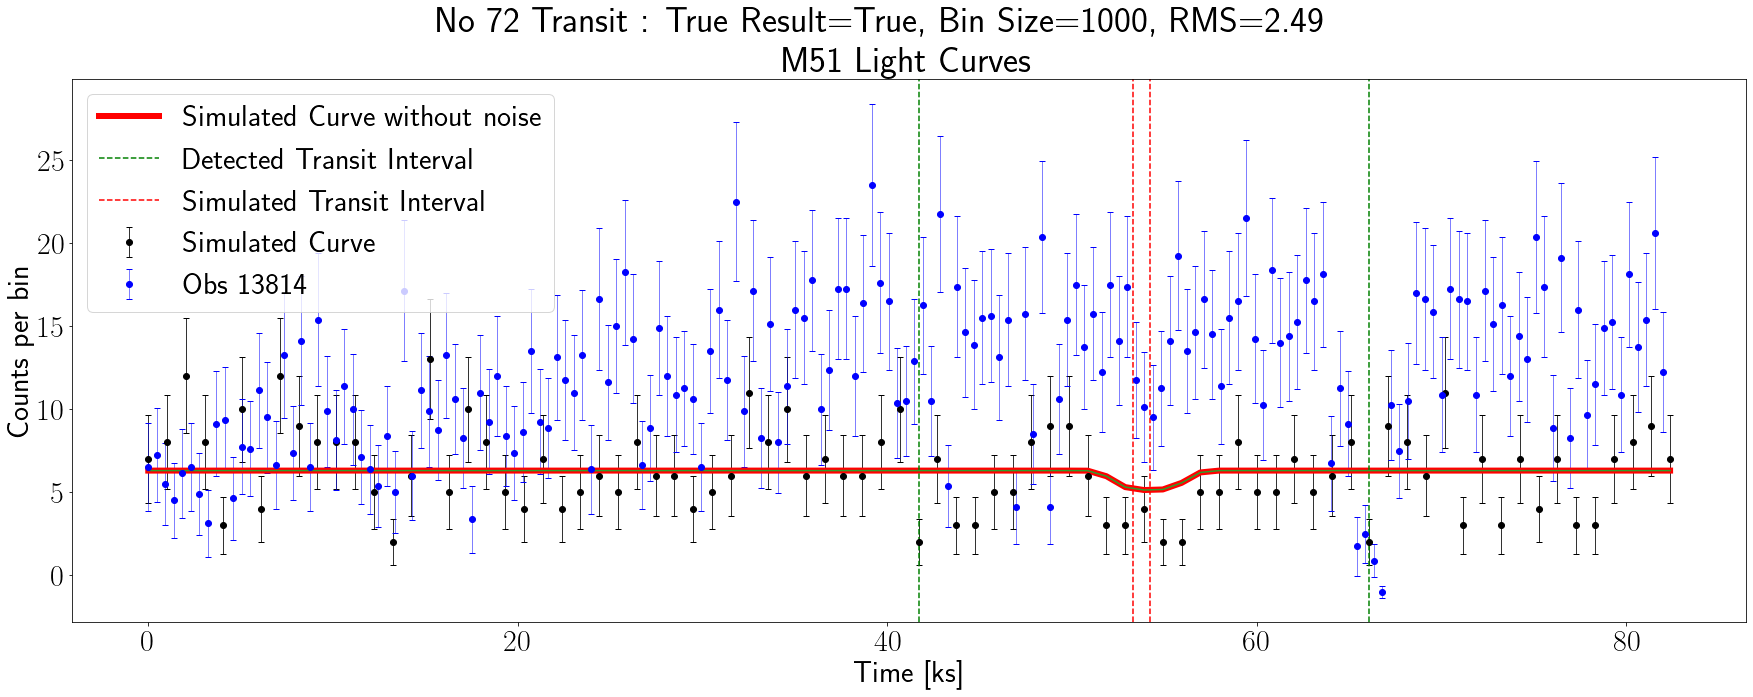 No 72 Transit : True Result=True, Bin Size=1000, RMS=2.49
M51 Light Curves
Simulated Curve without noise
Detected Transit Interval
Simulated Transit Interval
Simulated Curve
Obs 13814
Counts per bin
25
20
15
10
5
0
0 20 40 60 80
Time [ks]